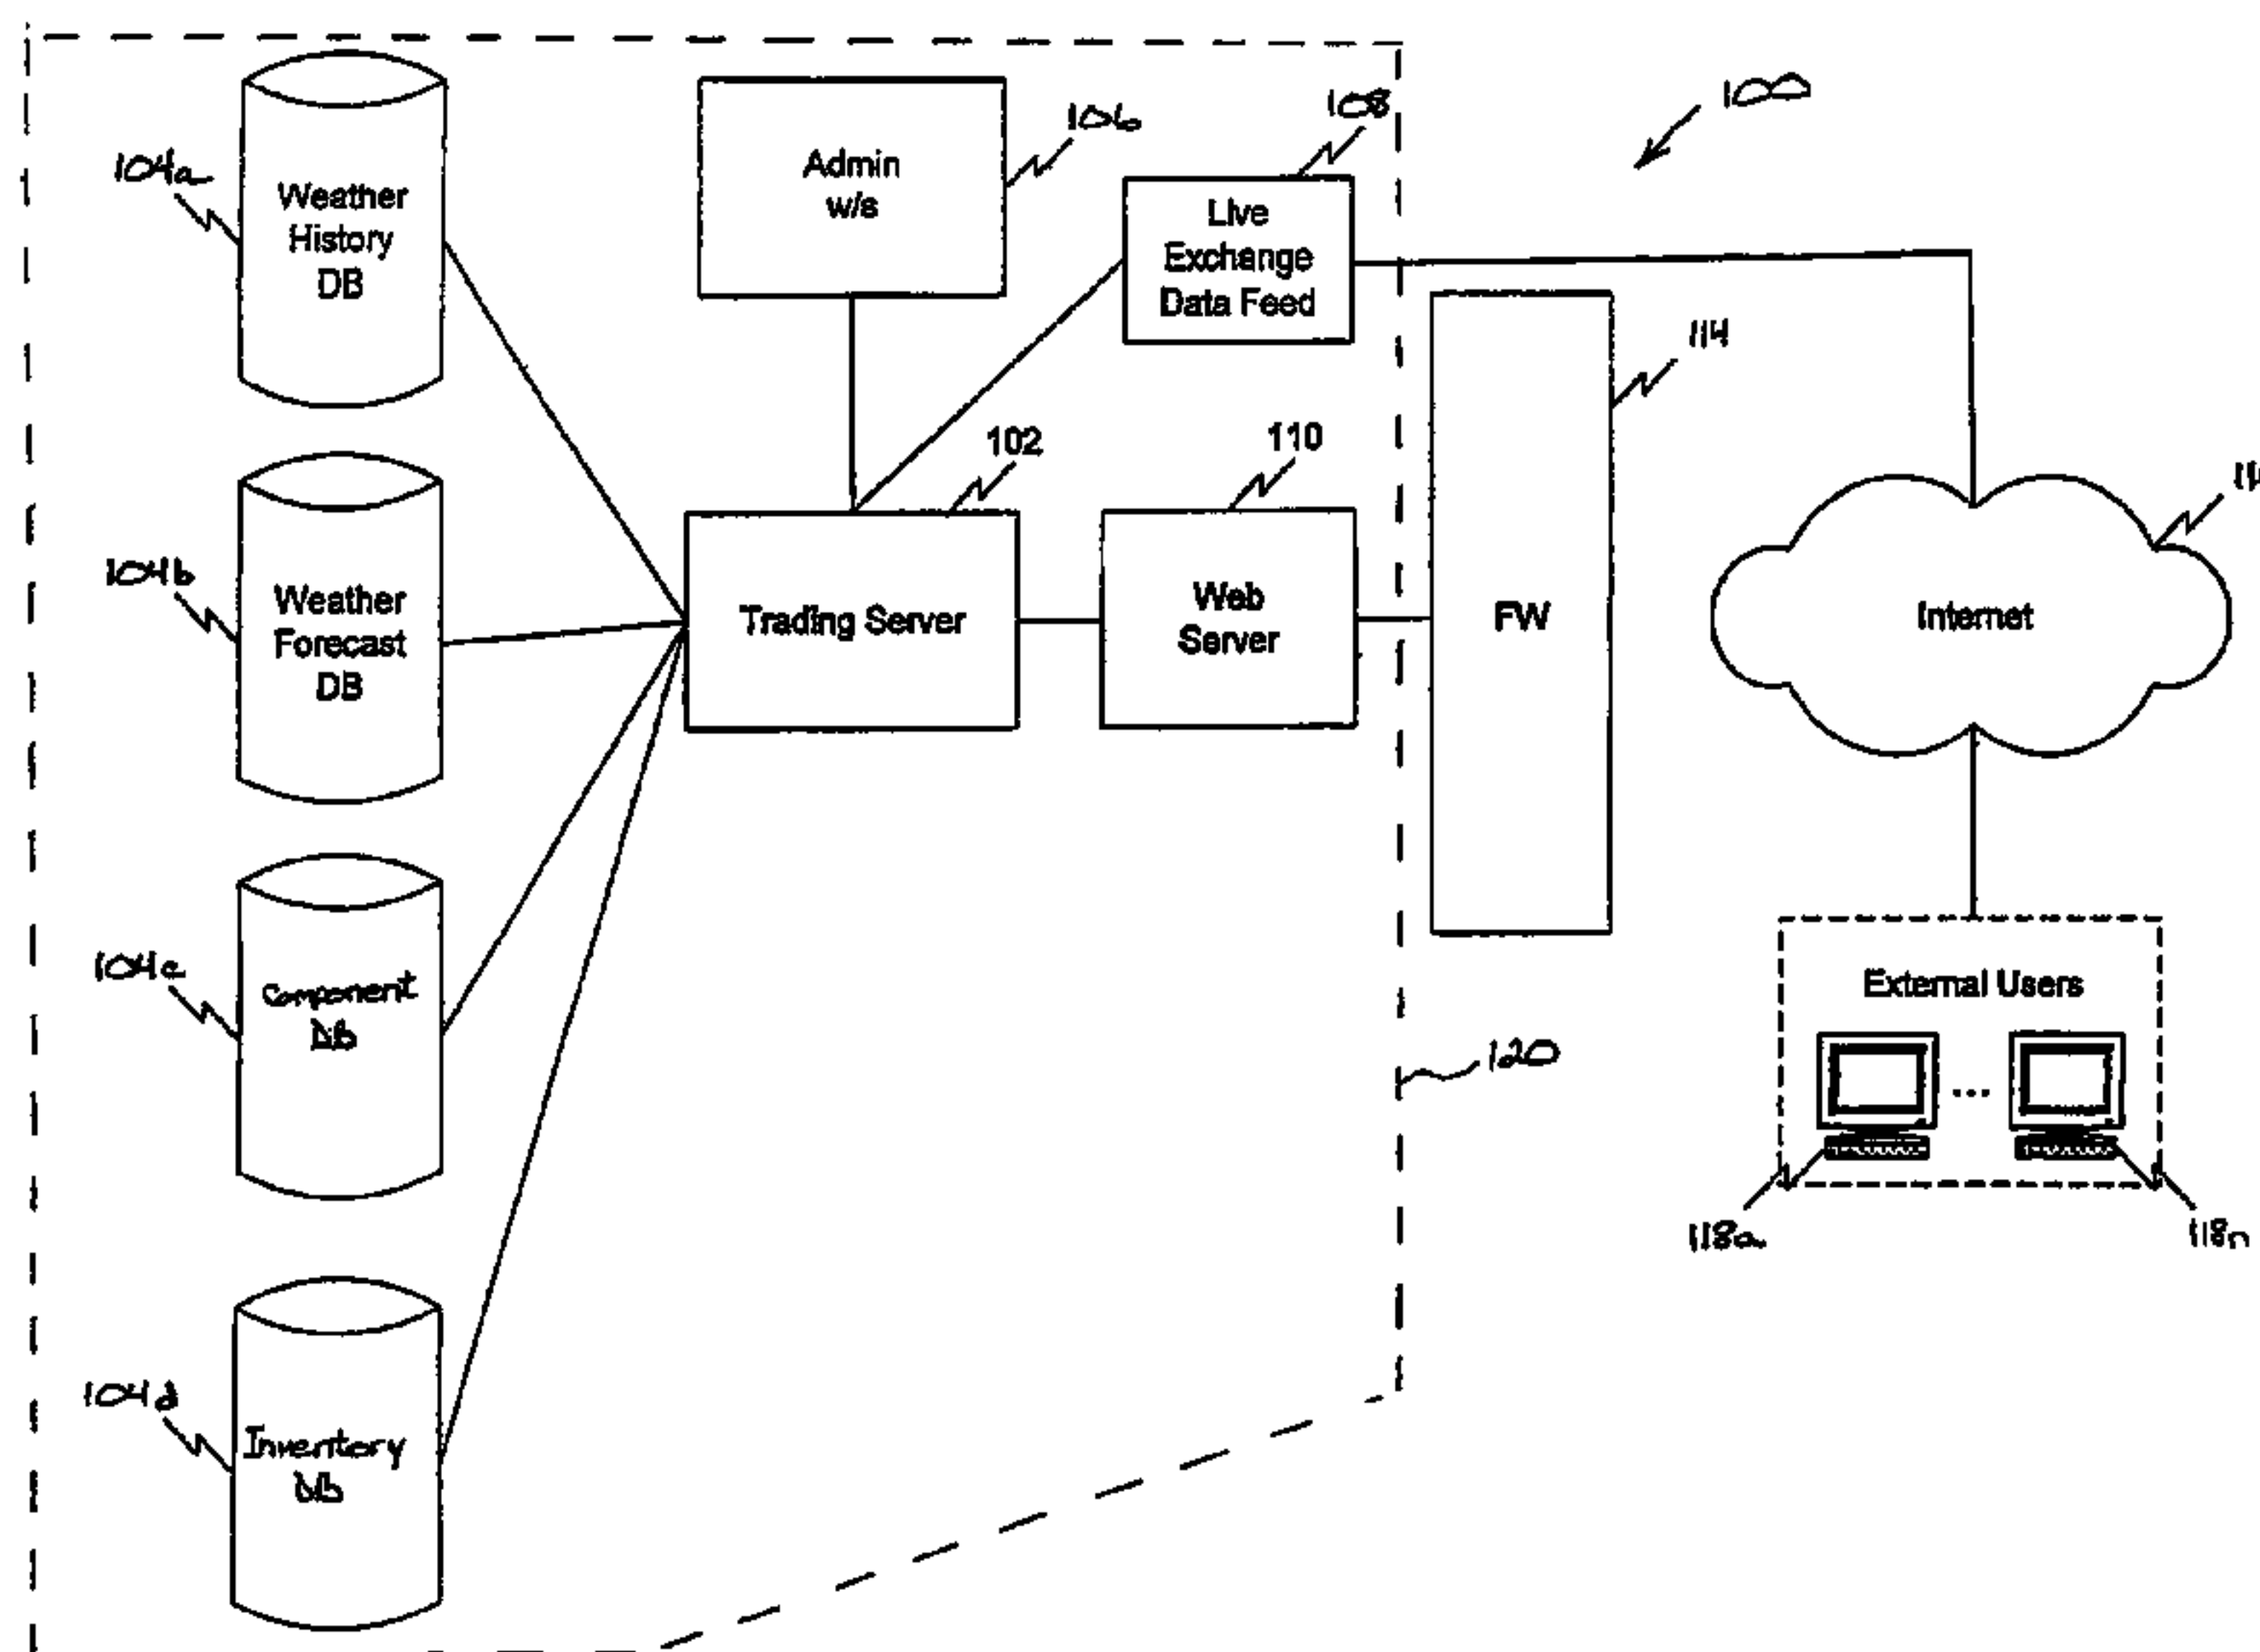 100
104a
Weather
History
DB
Admin
w/s
106
108
Live
Exchange
Data Feed
114
104b
Weather
Forecast
DB
102
Trading Server
110
Web
Server
FW
Internet
104c
Component
db
120
External Users
...
118a
118n
104d
Inventory
db